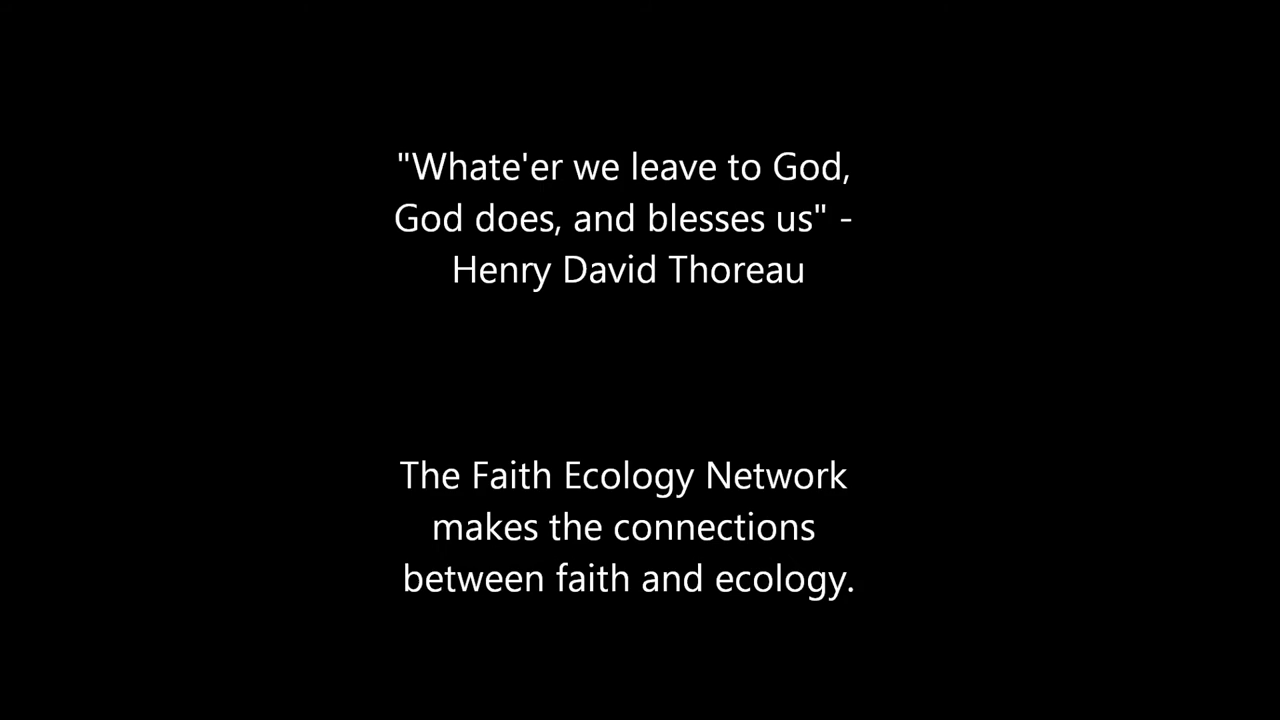 "Whate'er we leave to God,
God does, and blesses us" -
Henry David Thoreau
The Faith Ecology Network
makes the connections
between faith and ecology.